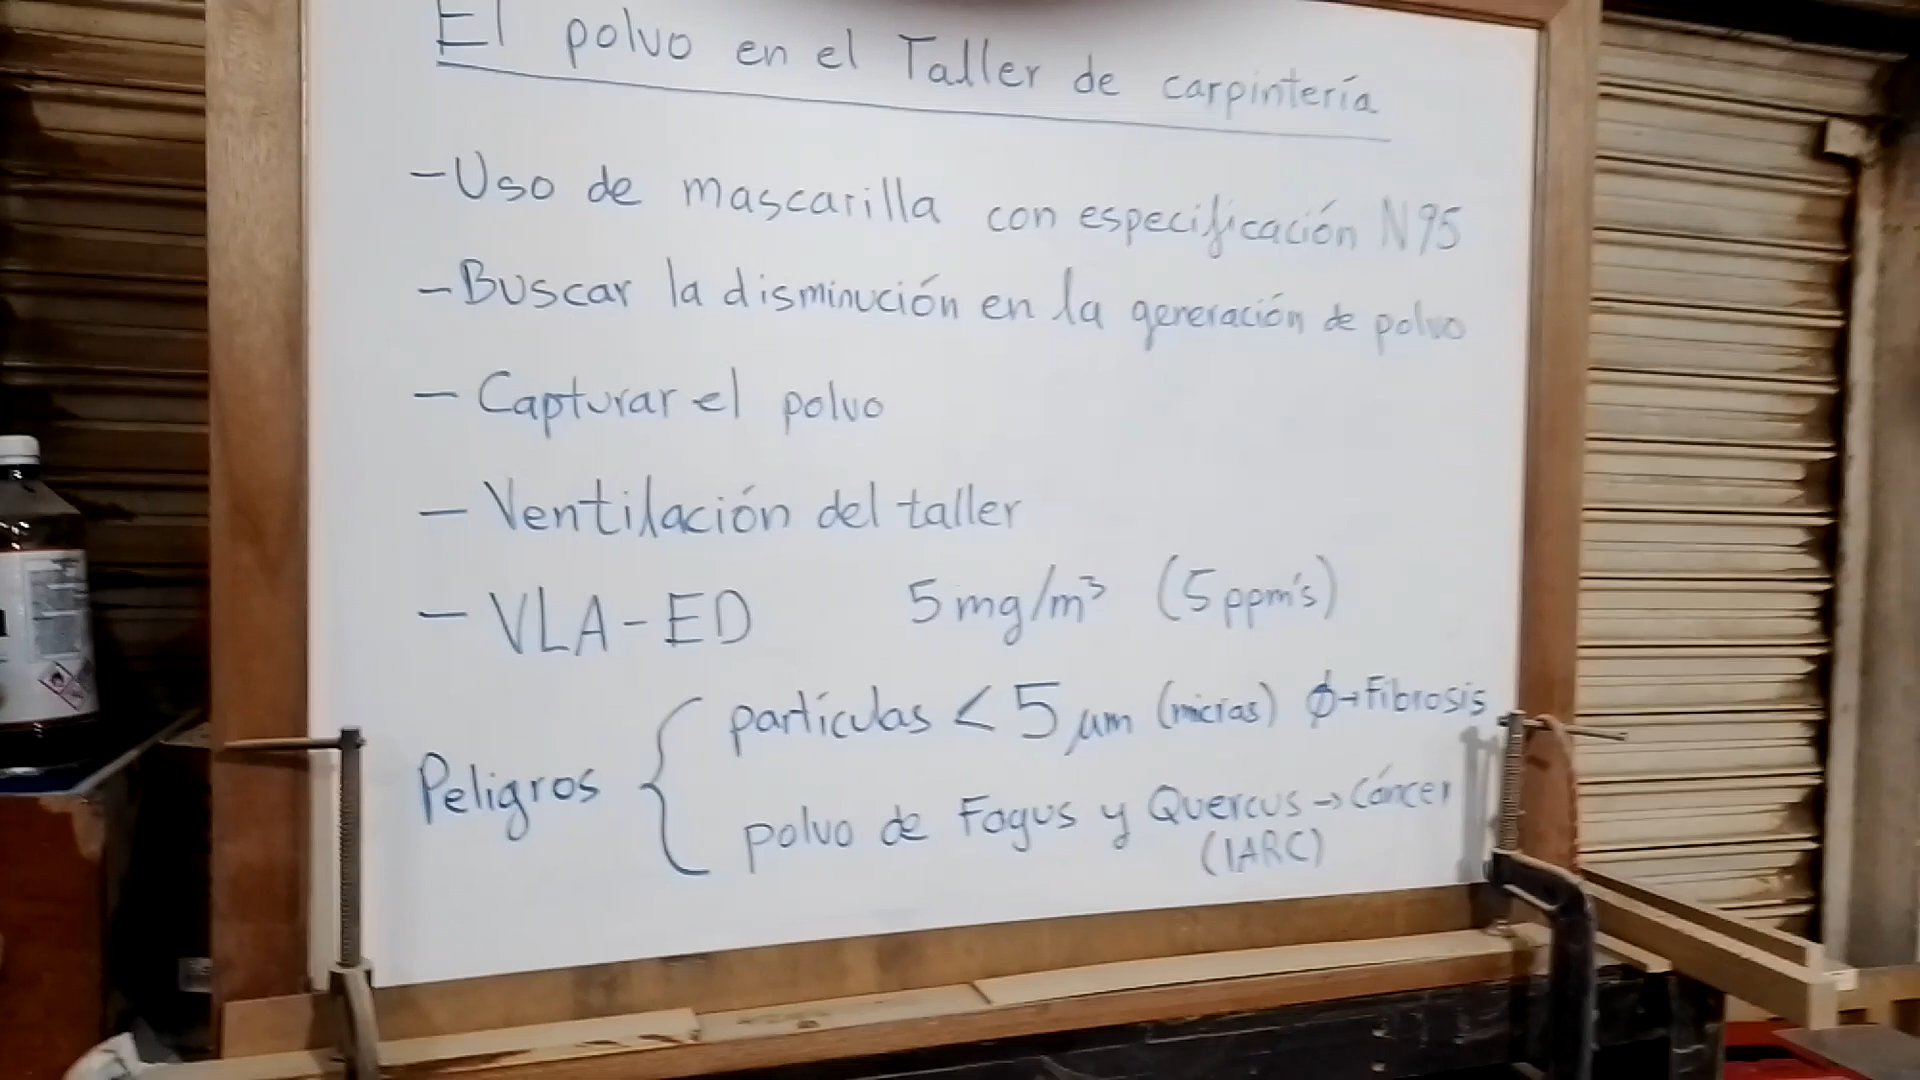 El polvo en el Taller de carpintería
- Uso de mascarilla con especificación N95
- Buscar la disminución en la generación de polvo
- Capturar el polvo
- Ventilación del taller
- VLA-ED 5 mg/m³ (5 ppm's)
Peligros { partículas < 5 µm (micras) ϕ → Fibrosis
polvo de Fagus y Quercus → Cáncer
(IARC)